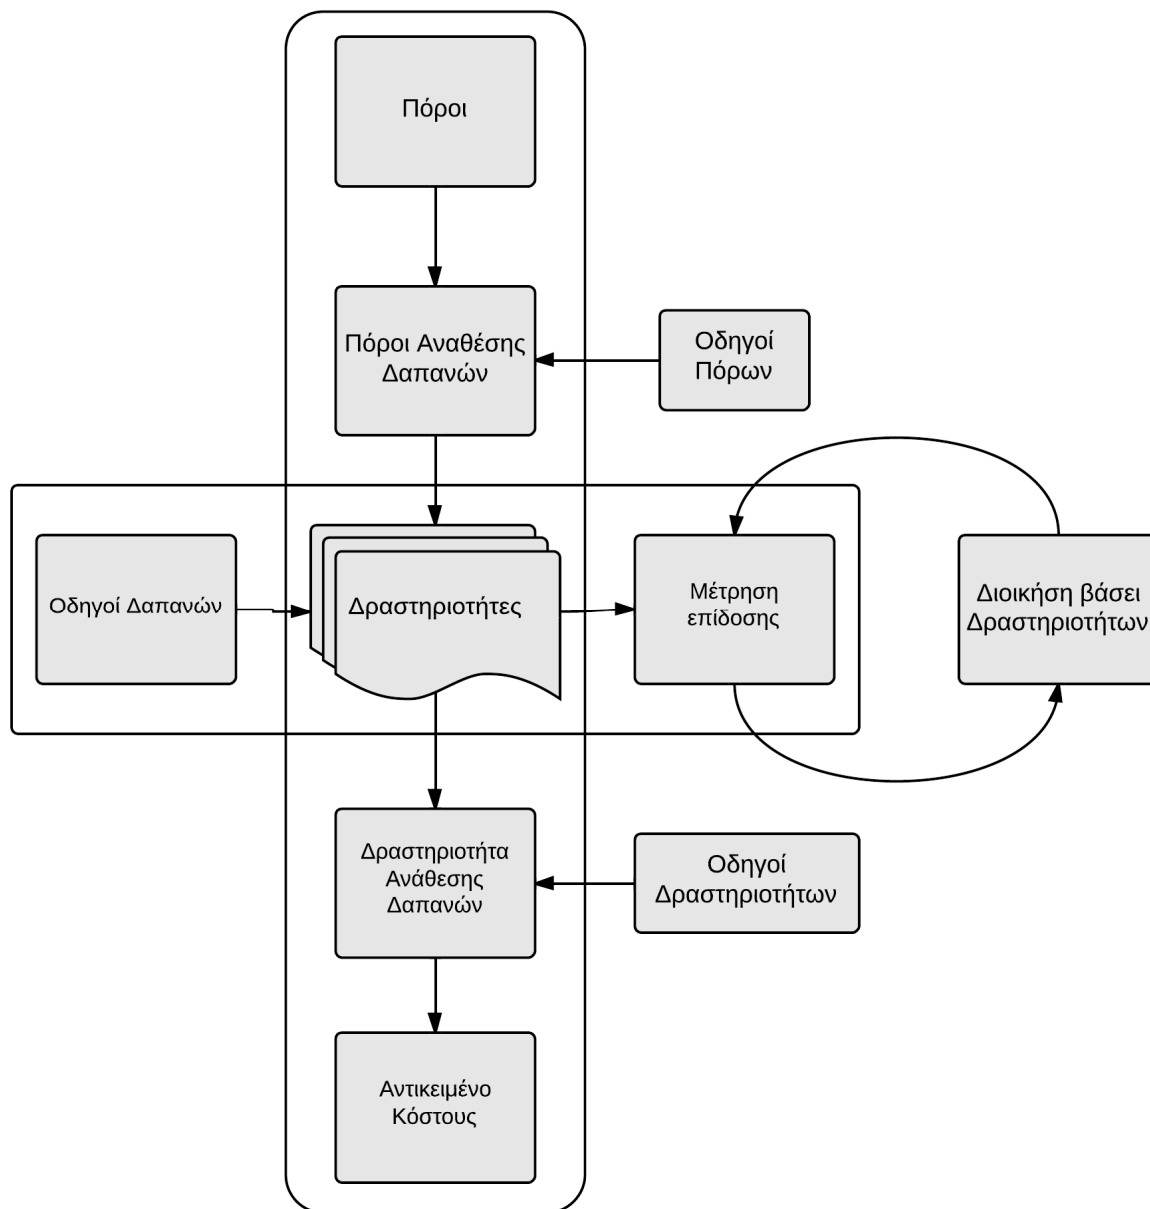 Πόροι
Πόροι Αναθέσης
Δαπανών
Οδηγοί
Πόρων
Οδηγοί Δαπανών
Δραστηριοτήτες
Μέτρηση
επίδοσης
Διοικήση βάσει
Δραστηριοτήτων
Δραστηριοτήτα
Ανάθεσης
Δαπανών
Οδηγοί
Δραστηριοτήτων
Αντικειμένο
Κόστους